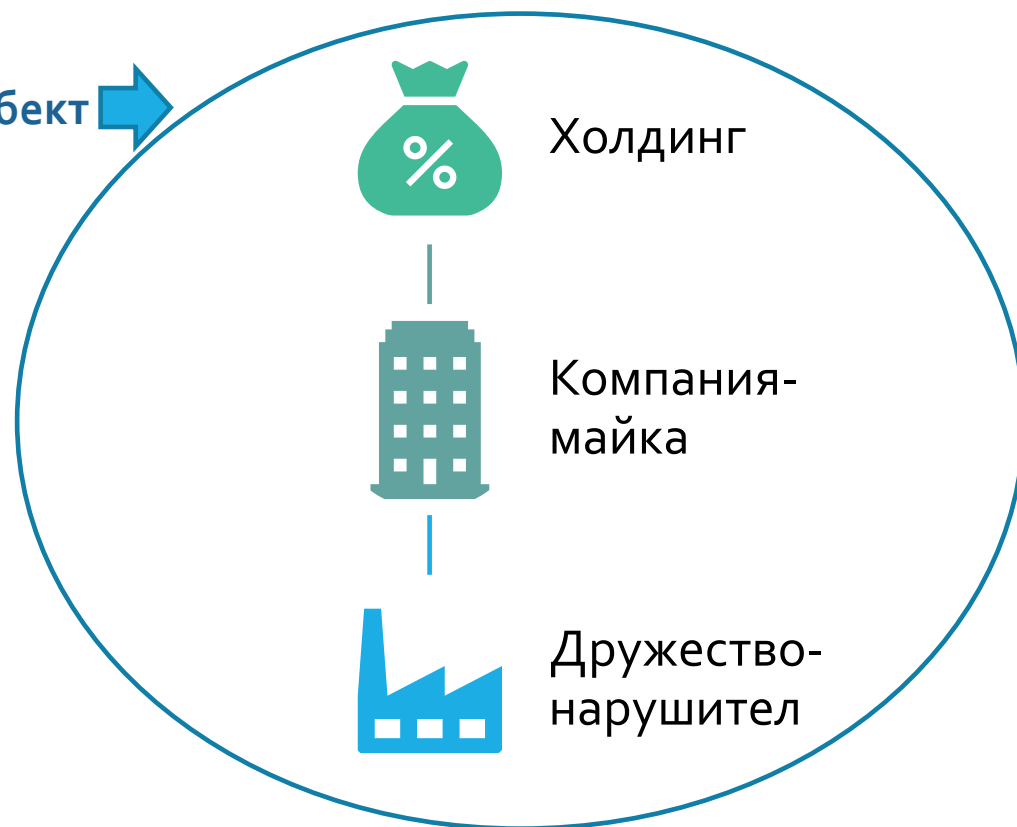 бект
Холдинг
%
Компания-
майка
Дружество-
нарушител